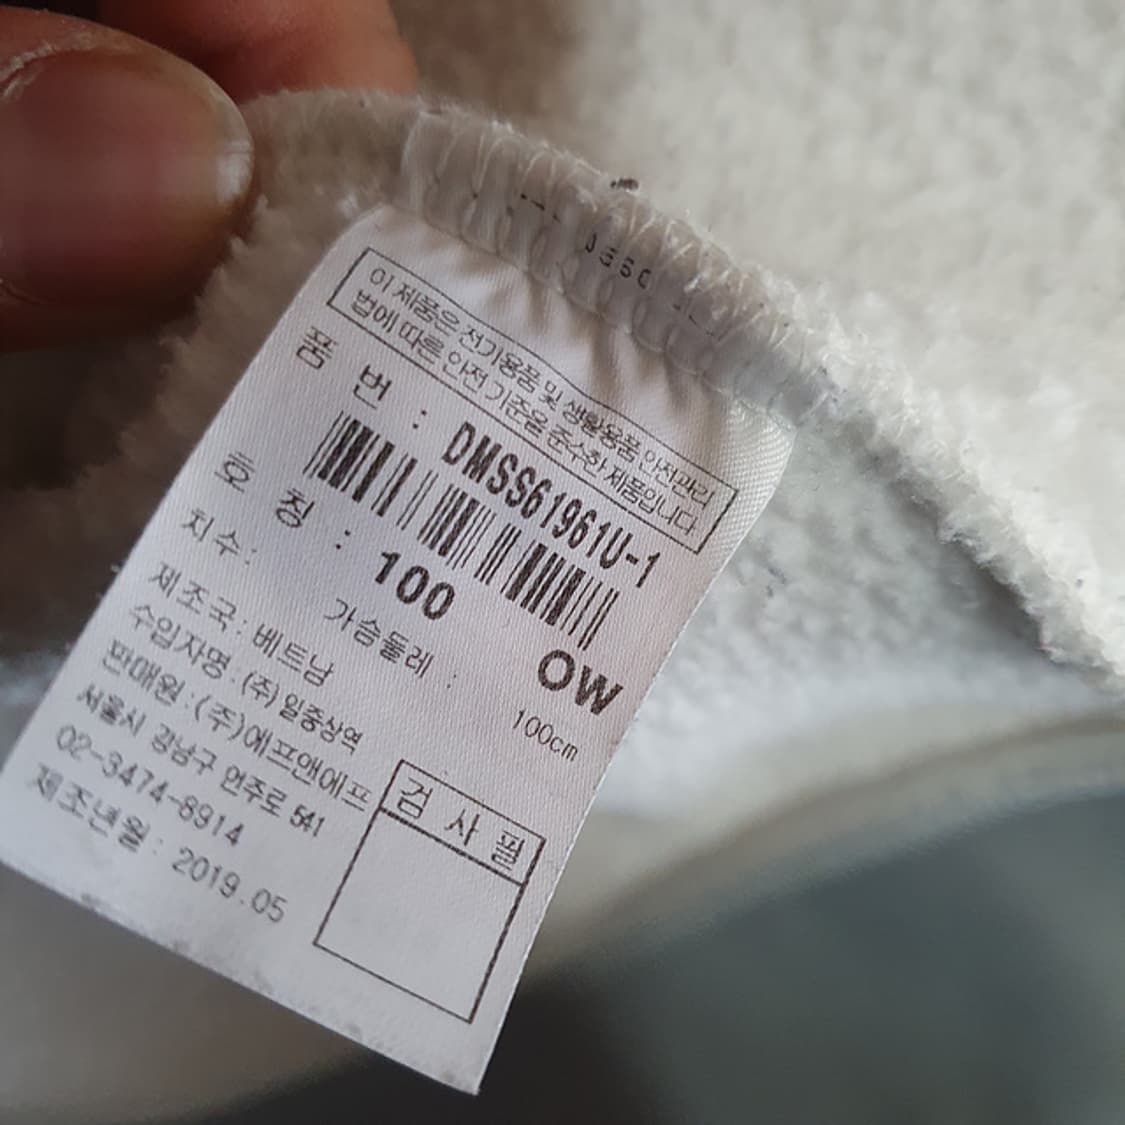 이 제품은 전기용품 및 생활용품 안전관리
법에 따른 안전기준을 준수한 제품입니다.
품 번 : DMSS61961U-1
호 칭 : 100 OW
치수 : 가슴둘레 : 100cm
제조국 : 베트남
수입자명 : (주) 일중상역
판매원 : (주)에프앤에프
서울시 강남구 언주로 541
02-3474-8914
제조년월 : 2019.05
검 사 필